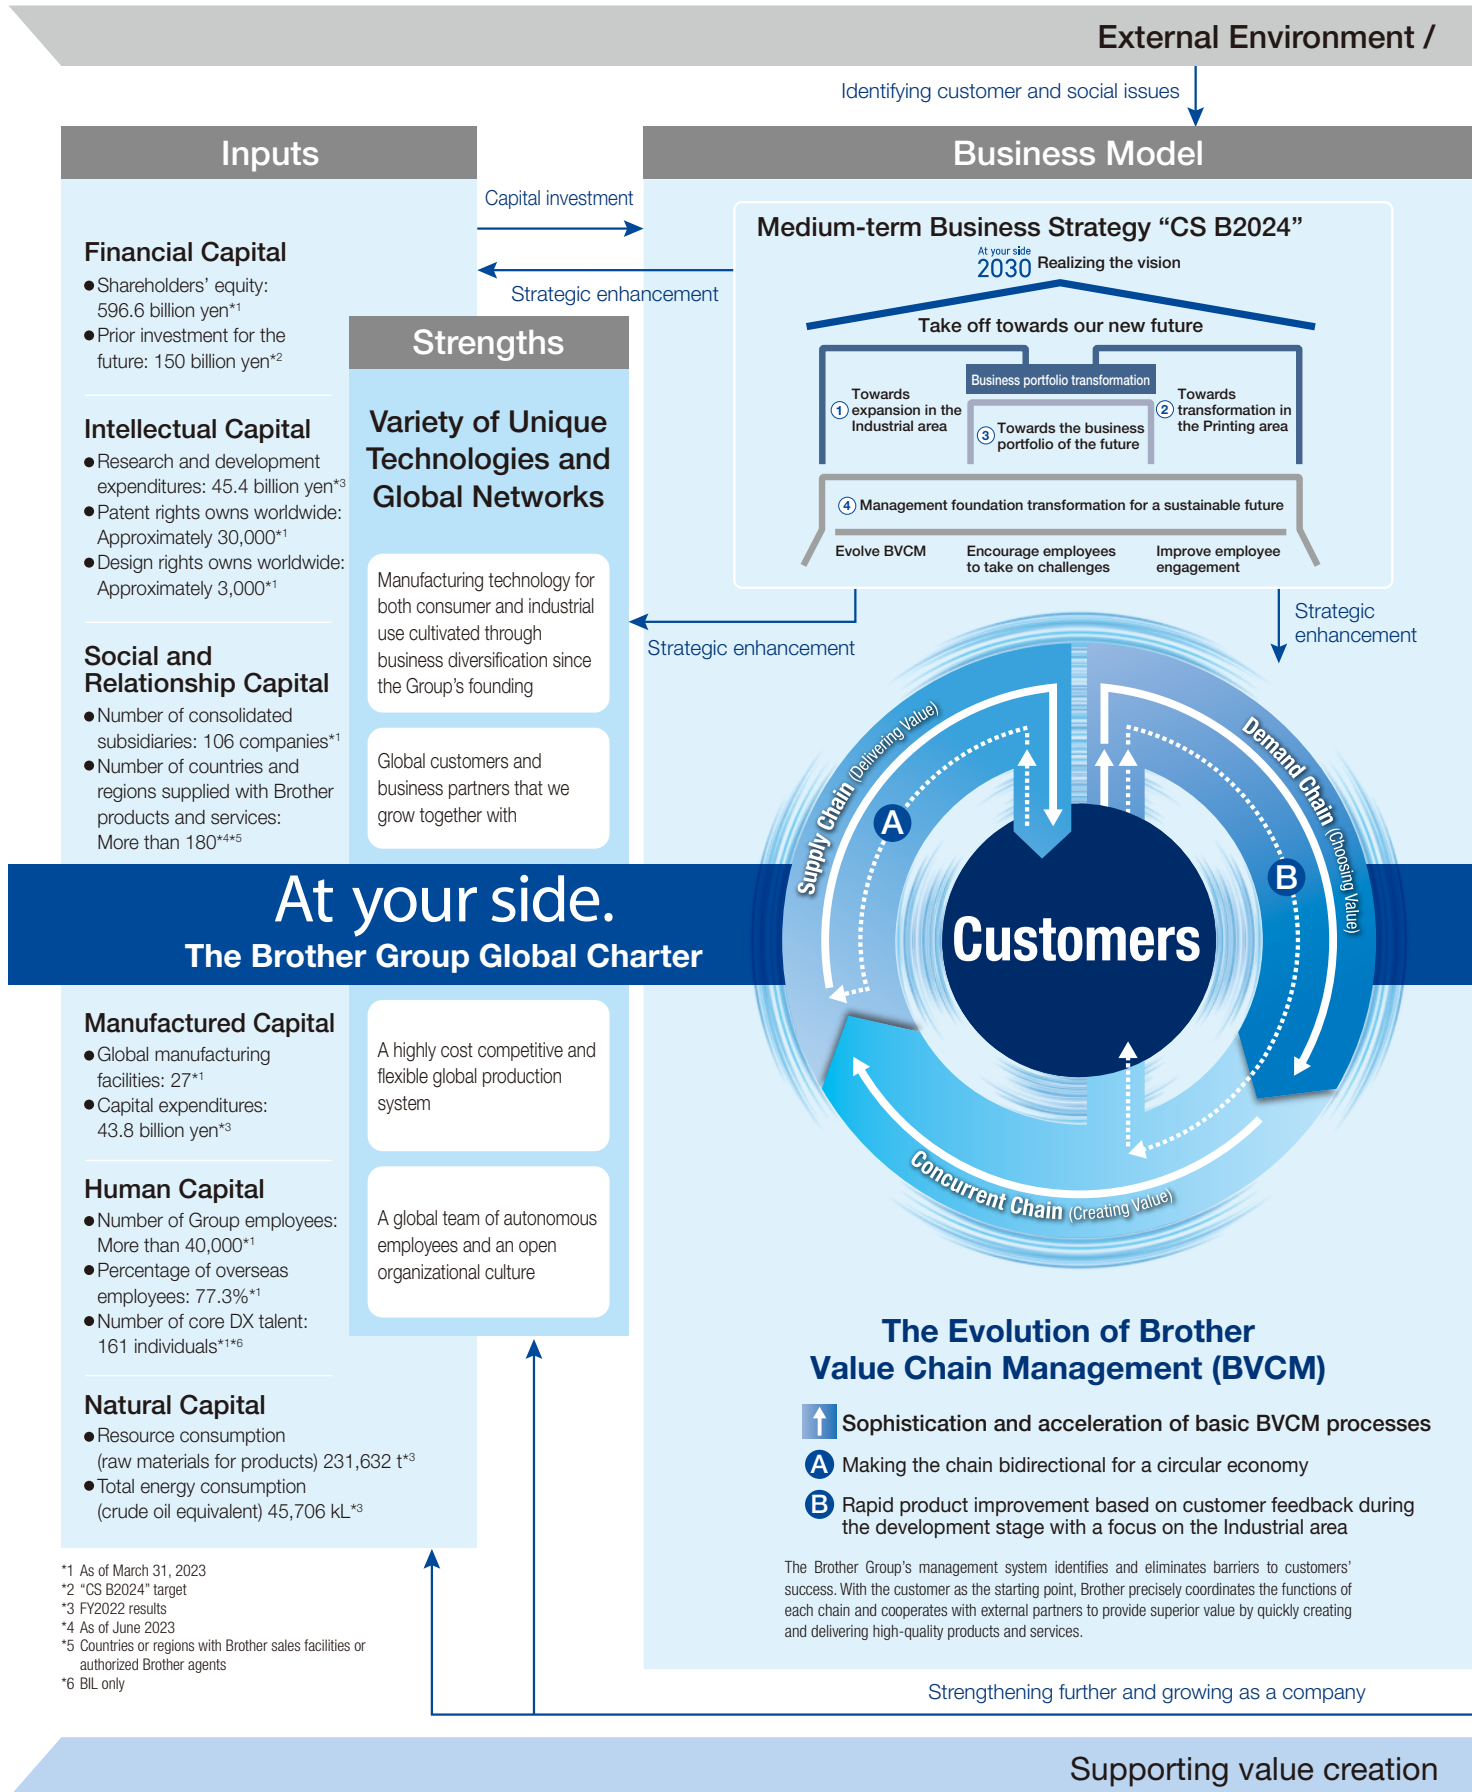 External Environment /
Identifying customer and social issues
Inputs
Financial Capital
●Shareholders’ equity:
596.6 billion yen*1
●Prior investment for the
future: 150 billion yen*2
Intellectual Capital
●Research and development
expenditures: 45.4 billion yen*3
●Patent rights owns worldwide:
Approximately 30,000*1
●Design rights owns worldwide:
Approximately 3,000*1
Social and
Relationship Capital
●Number of consolidated
subsidiaries: 106 companies*1
●Number of countries and
regions supplied with Brother
products and services:
More than 180*4*5
Capital investment
Strategic enhancement
Strengths
Variety of Unique
Technologies and
Global Networks
Manufacturing technology for
both consumer and industrial
use cultivated through
business diversification since
the Group’s founding
Global customers and
business partners that we
grow together with
Business Model
Medium-term Business Strategy “CS B2024”
At your side
2030 Realizing the vision
Take off towards our new future
Business portfolio transformation
1 Towards
expansion in the
Industrial area
2 Towards
transformation in
the Printing area
3 Towards the business
portfolio of the future
4 Management foundation transformation for a sustainable future
Evolve BVCM
Encourage employees
to take on challenges
Improve employee
engagement
Strategic enhancement
Strategic
enhancement
Supply Chain (Delivering Value)
A
Demand Chain (Choosing Value)
B
Customers
Concurrent Chain (Creating Value)
At your side.
The Brother Group Global Charter
Manufactured Capital
●Global manufacturing
facilities: 27*1
●Capital expenditures:
43.8 billion yen*3
Human Capital
●Number of Group employees:
More than 40,000*1
●Percentage of overseas
employees: 77.3%*1
●Number of core DX talent:
161 individuals*1*6
Natural Capital
●Resource consumption
(raw materials for products) 231,632 t*3
●Total energy consumption
(crude oil equivalent) 45,706 kL*3
A highly cost competitive and
flexible global production
system
A global team of autonomous
employees and an open
organizational culture
The Evolution of Brother
Value Chain Management (BVCM)
Sophistication and acceleration of basic BVCM processes
A Making the chain bidirectional for a circular economy
B Rapid product improvement based on customer feedback during
the development stage with a focus on the Industrial area
The Brother Group’s management system identifies and eliminates barriers to customers’
success. With the customer as the starting point, Brother precisely coordinates the functions of
each chain and cooperates with external partners to provide superior value by quickly creating
and delivering high-quality products and services.
*1 As of March 31, 2023
*2 “CS B2024” target
*3 FY2022 results
*4 As of June 2023
*5 Countries or regions with Brother sales facilities or
authorized Brother agents
*6 BIL only
Strengthening further and growing as a company
Supporting value creation